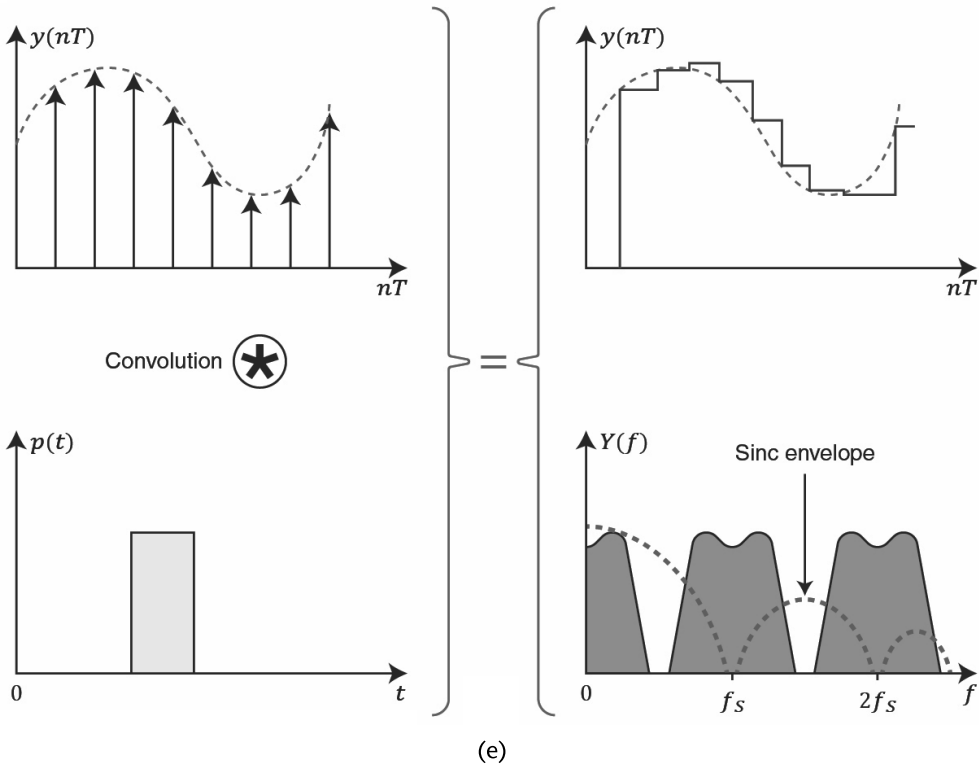 y(nT)
nT
Convolution
p(t)
0
t
=
y(nT)
nT
Y(f)
Sinc envelope
0
f_S
2f_S
f
(e)